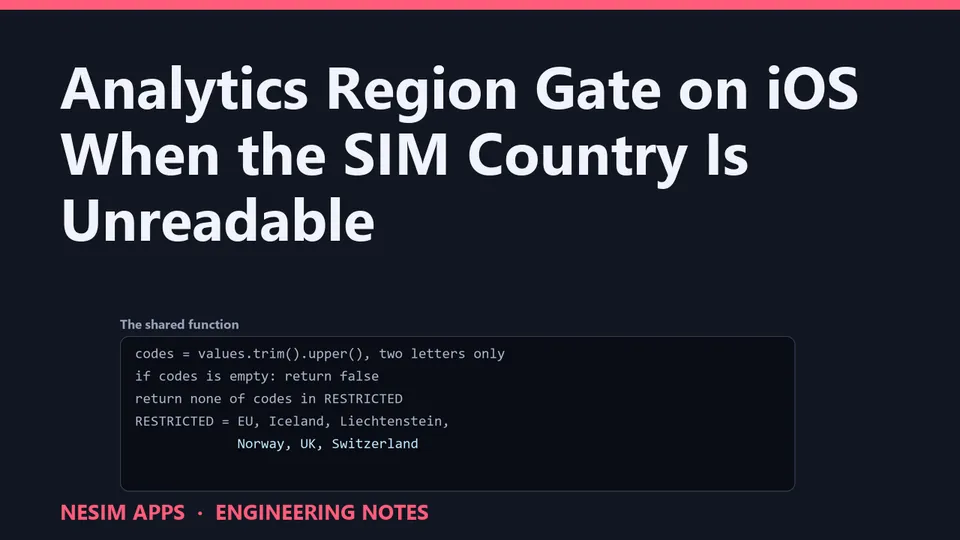 Analytics Region Gate on iOS
When the SIM Country Is
Unreadable
The shared function
codes = values.trim().upper(), two letters only
if codes is empty: return false
return none of codes in RESTRICTED
RESTRICTED = EU, Iceland, Liechtenstein,
Norway, UK, Switzerland
NESIM APPS · ENGINEERING NOTES